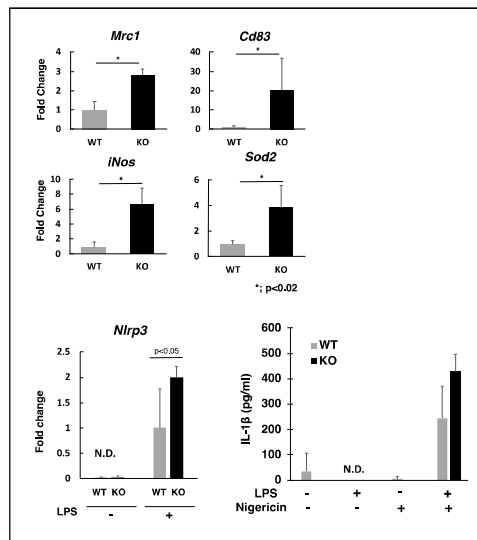 Mrc1
Cd83
Fold Change
4
3
2
1
0
*
WT KO
60
40
20
0
*
WT KO
iNos
Sod2
Fold Change
10
8
6
4
2
0
*
WT KO
6
4
2
0
*
WT KO
*; p<0.02
Nlrp3
Fold change
2.5
2
1.5
1
0.5
0
p<0.05
N.D.
WT KO WT KO
LPS - +
IL-1β (pg/ml)
600
500
400
300
200
100
0
WT
KO
N.D.
LPS - + - +
Nigericin - - + +